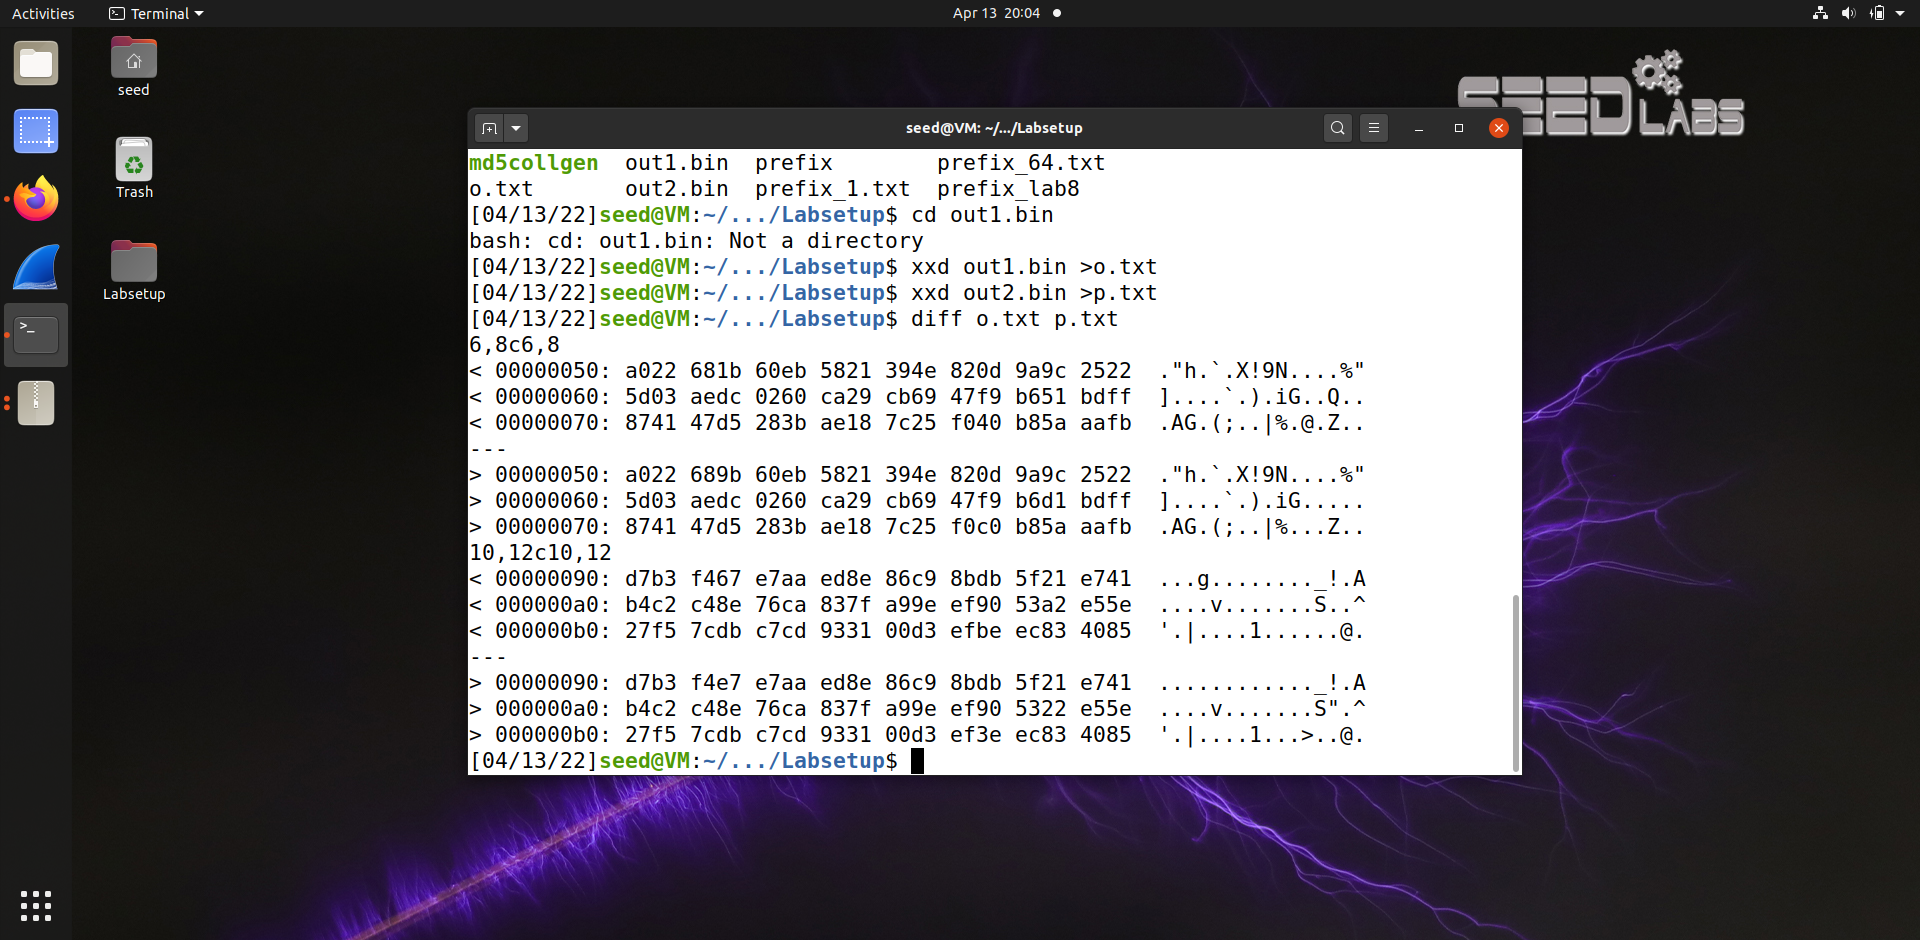 Activities
Terminal
Apr 13 20:04
seed
Trash
Labsetup
SEED LABS
seed@VM: ~/.../Labsetup
md5collgen  out1.bin  prefix        prefix_64.txt
o.txt       out2.bin  prefix_1.txt  prefix_lab8
[04/13/22]seed@VM:~/.../Labsetup$ cd out1.bin
bash: cd: out1.bin: Not a directory
[04/13/22]seed@VM:~/.../Labsetup$ xxd out1.bin >o.txt
[04/13/22]seed@VM:~/.../Labsetup$ xxd out2.bin >p.txt
[04/13/22]seed@VM:~/.../Labsetup$ diff o.txt p.txt
6,8c6,8
< 00000050: a022 681b 60eb 5821 394e 820d 9a9c 2522  ."h.`.X!9N....%"
< 00000060: 5d03 aedc 0260 ca29 cb69 47f9 b651 bdff  ]....`.).iG..Q..
< 00000070: 8741 47d5 283b ae18 7c25 f040 b85a aafb  .AG.(;..|%.@.Z..
---
> 00000050: a022 689b 60eb 5821 394e 820d 9a9c 2522  ."h.`.X!9N....%"
> 00000060: 5d03 aedc 0260 ca29 cb69 47f9 b6d1 bdff  ]....`.).iG.....
> 00000070: 8741 47d5 283b ae18 7c25 f0c0 b85a aafb  .AG.(;..|%...Z..
10,12c10,12
< 00000090: d7b3 f467 e7aa ed8e 86c9 8bdb 5f21 e741  ...g........_!.A
< 000000a0: b4c2 c48e 76ca 837f a99e ef90 53a2 e55e  ....v.......S..^
< 000000b0: 27f5 7cdb c7cd 9331 00d3 efbe ec83 4085  '.|....1......@.
---
> 00000090: d7b3 f4e7 e7aa ed8e 86c9 8bdb 5f21 e741  ............_!.A
> 000000a0: b4c2 c48e 76ca 837f a99e ef90 5322 e55e  ....v.......S".^
> 000000b0: 27f5 7cdb c7cd 9331 00d3 ef3e ec83 4085  '.|....1...>..@.
[04/13/22]seed@VM:~/.../Labsetup$